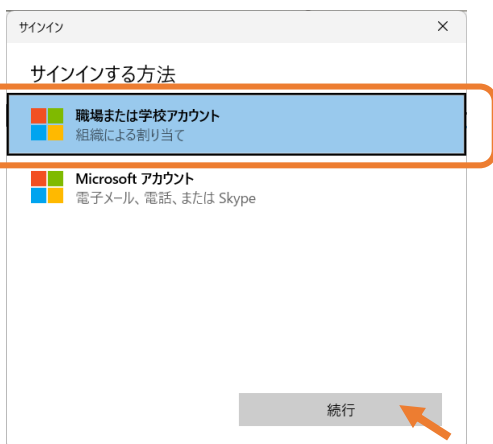 サインイン
サインインする方法
職場または学校アカウント
組織による割り当て
Microsoft アカウント
電子メール、電話、または Skype
続行